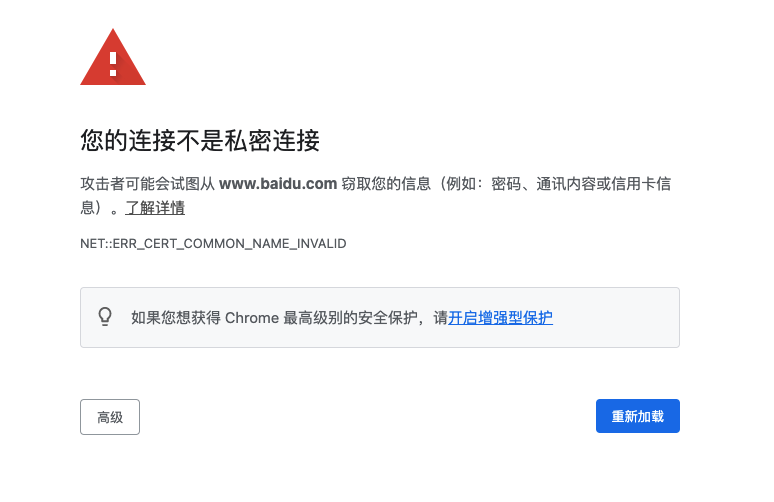 您的连接不是私密连接
攻击者可能会试图从 www.baidu.com 窃取您的信息（例如：密码、通讯内容或信用卡信
息）。了解详情
NET::ERR_CERT_COMMON_NAME_INVALID
如果您想获得 Chrome 最高级别的安全保护，请开启增强型保护
高级
重新加载